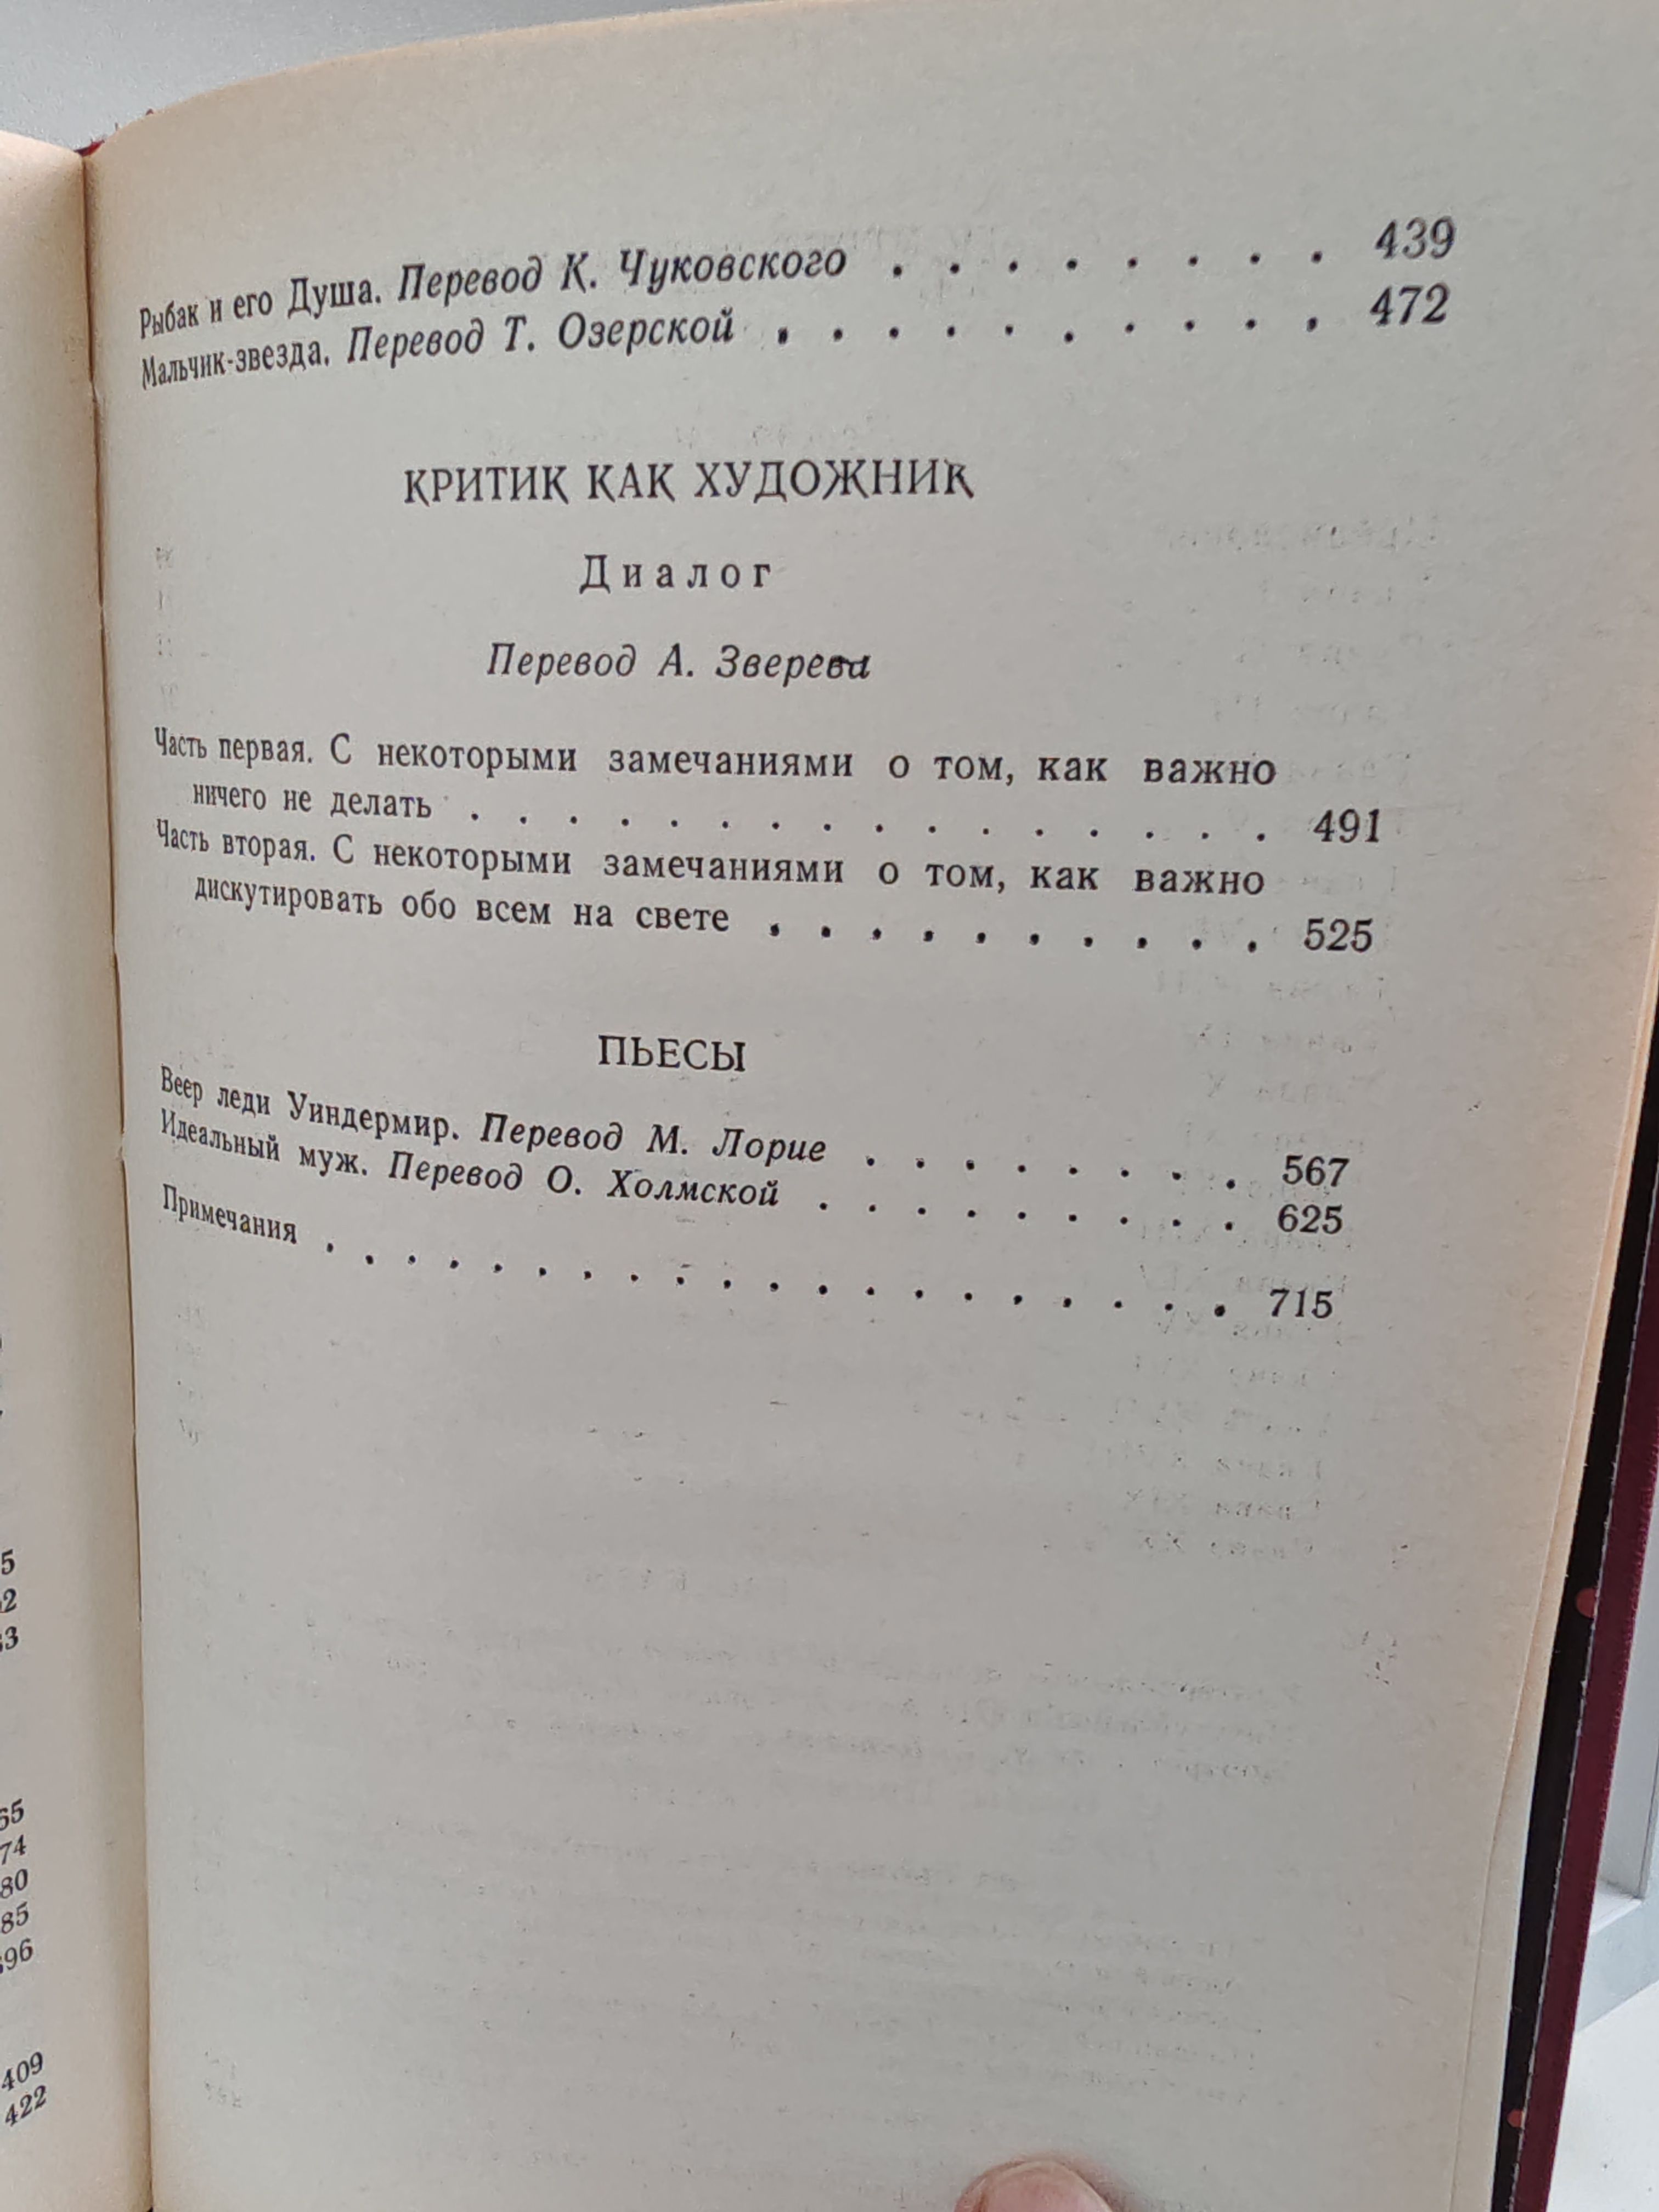 Рыбак и его Душа. Перевод К. Чуковского . . . . . . . . 439
Мальчик-звезда. Перевод Т. Озерской . . . . . . . . . . 472
КРИТИК КАК ХУДОЖНИК
Диалог
Перевод А. Зверева
Часть первая. С некоторыми замечаниями о том, как важно
ничего не делать . . . . . . . . . . . . . . . . 491
Часть вторая. С некоторыми замечаниями о том, как важно
дискутировать обо всем на свете . . . . . . . . . . 525
ПЬЕСЫ
Веер леди Уиндермир. Перевод М. Лорие . . . . . . . . 567
Идеальный муж. Перевод О. Холмской . . . . . . . . . 625
Примечания . . . . . . . . . . . . . . . . . . . . 715
409
422